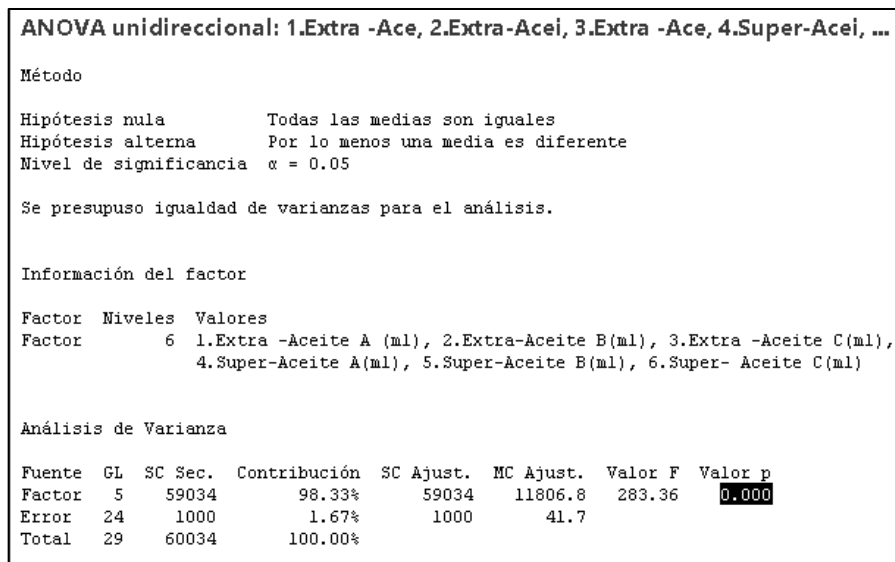 ANOVA unidireccional: 1.Extra -Ace, 2.Extra-Acei, 3.Extra -Ace, 4.Super-Acei, ...
Método
Hipótesis nula Todas las medias son iguales
Hipótesis alterna Por lo menos una media es diferente
Nivel de significancia α = 0.05
Se presupuso igualdad de varianzas para el análisis.
Información del factor
Factor Niveles Valores
Factor 6 1.Extra -Aceite A (ml), 2.Extra-Aceite B(ml), 3.Extra -Aceite C(ml),
4.Super-Aceite A(ml), 5.Super-Aceite B(ml), 6.Super- Aceite C(ml)
Análisis de Varianza
Fuente GL SC Sec. Contribución SC Ajust. MC Ajust. Valor F Valor p
Factor 5 59034 98.33% 59034 11806.8 283.36 0.000
Error 24 1000 1.67% 1000 41.7
Total 29 60034 100.00%